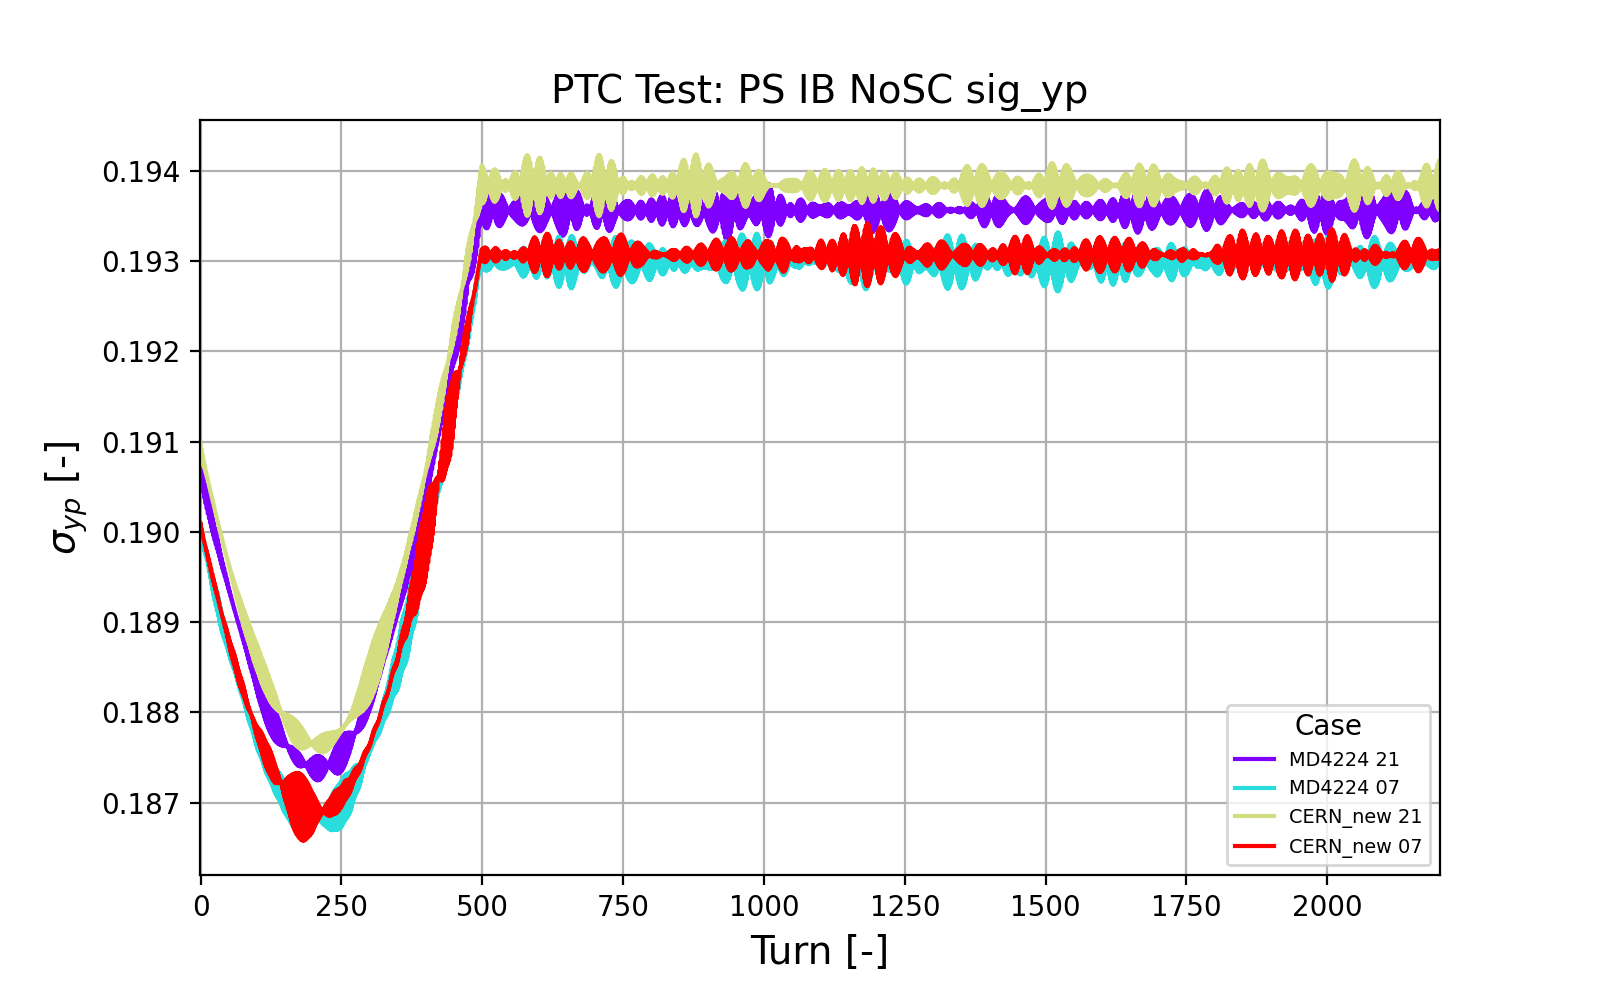 PTC Test: PS IB NoSC sig_yp
0.194
0.193
0.192
0.191
0.190
0.189
0.188
0.187
σyp [-]
0 250 500 750 1000 1250 1500 1750 2000
Turn [-]
Case
MD4224 21
MD4224 07
CERN_new 21
CERN_new 07